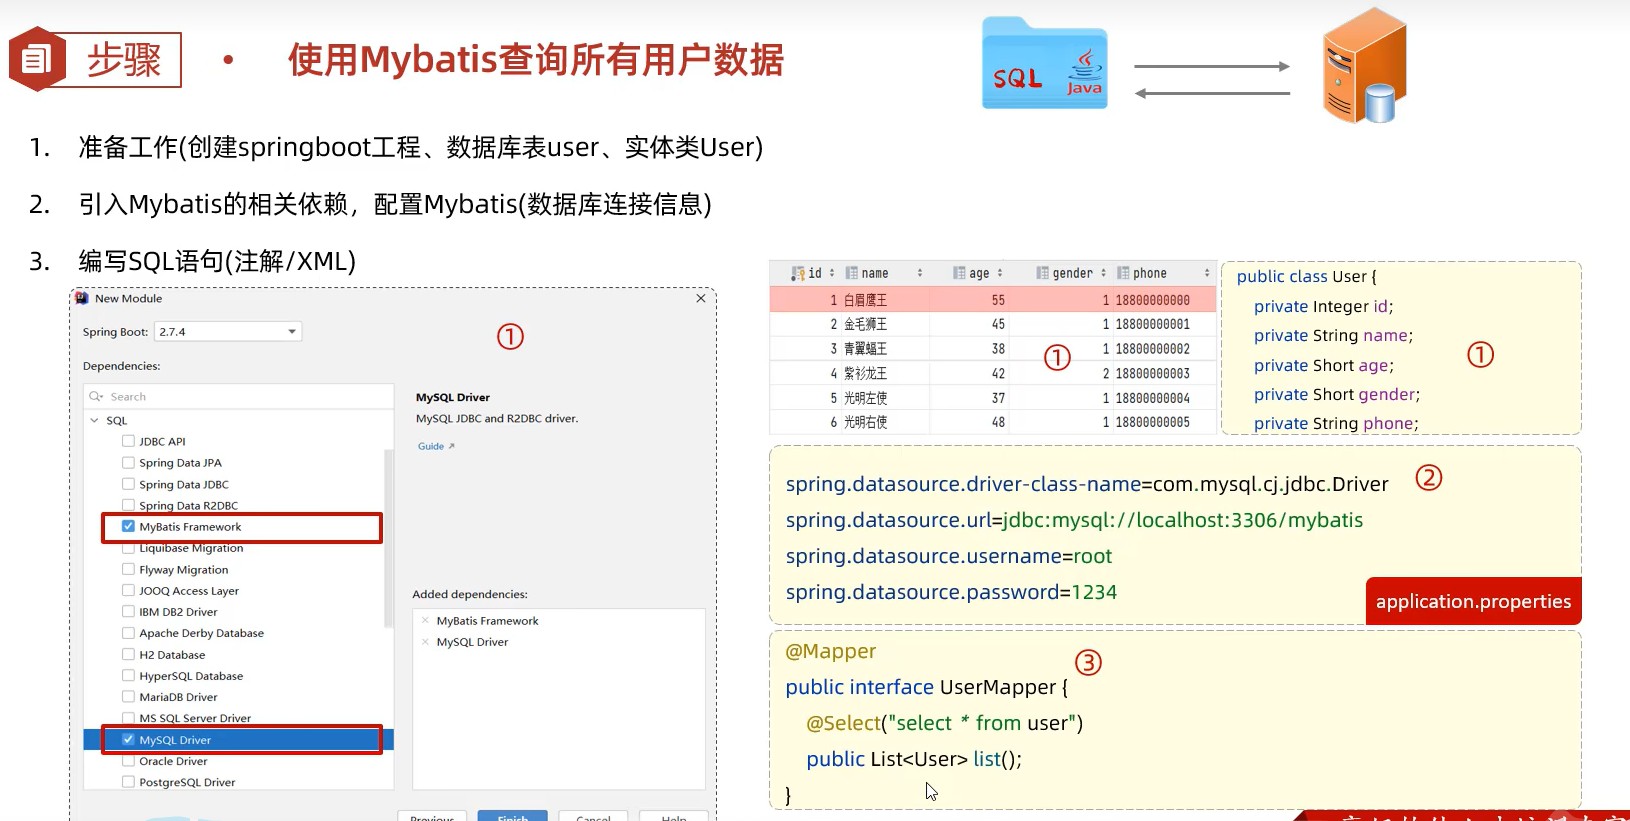 步骤
使用Mybatis查询所有用户数据
SQL
Java
1. 准备工作(创建springboot工程、数据库表user、实体类User)
2. 引入Mybatis的相关依赖，配置Mybatis(数据库连接信息)
3. 编写SQL语句(注解/XML)
New Module
Spring Boot: 2.7.4
①
Dependencies:
Search
SQL
JDBC API
Spring Data JPA
Spring Data JDBC
Spring Data R2DBC
MyBatis Framework
Liquibase Migration
Flyway Migration
JOOQ Access Layer
IBM DB2 Driver
Apache Derby Database
H2 Database
HyperSQL Database
MariaDB Driver
MS SQL Server Driver
MySQL Driver
Oracle Driver
PostgreSQL Driver
MySQL Driver
MySQL JDBC and R2DBC driver.
Guide
Added dependencies:
MyBatis Framework
MySQL Driver
Previous Finish Cancel Help
id name age gender phone
1 白眉鹰王 55 1 18800000000
2 金毛狮王 45 1 18800000001
3 青翼蝠王 38 1 18800000002
4 紫衫龙王 42 2 18800000003
5 光明左使 37 1 18800000004
6 光明右使 48 1 18800000005
①
public class User {
private Integer id;
private String name;
private Short age;
private Short gender;
private String phone;
①
spring.datasource.driver-class-name=com.mysql.cj.jdbc.Driver
spring.datasource.url=jdbc:mysql://localhost:3306/mybatis
spring.datasource.username=root
spring.datasource.password=1234
②
application.properties
@Mapper
public interface UserMapper {
@Select("select * from user")
public List<User> list();
}
③